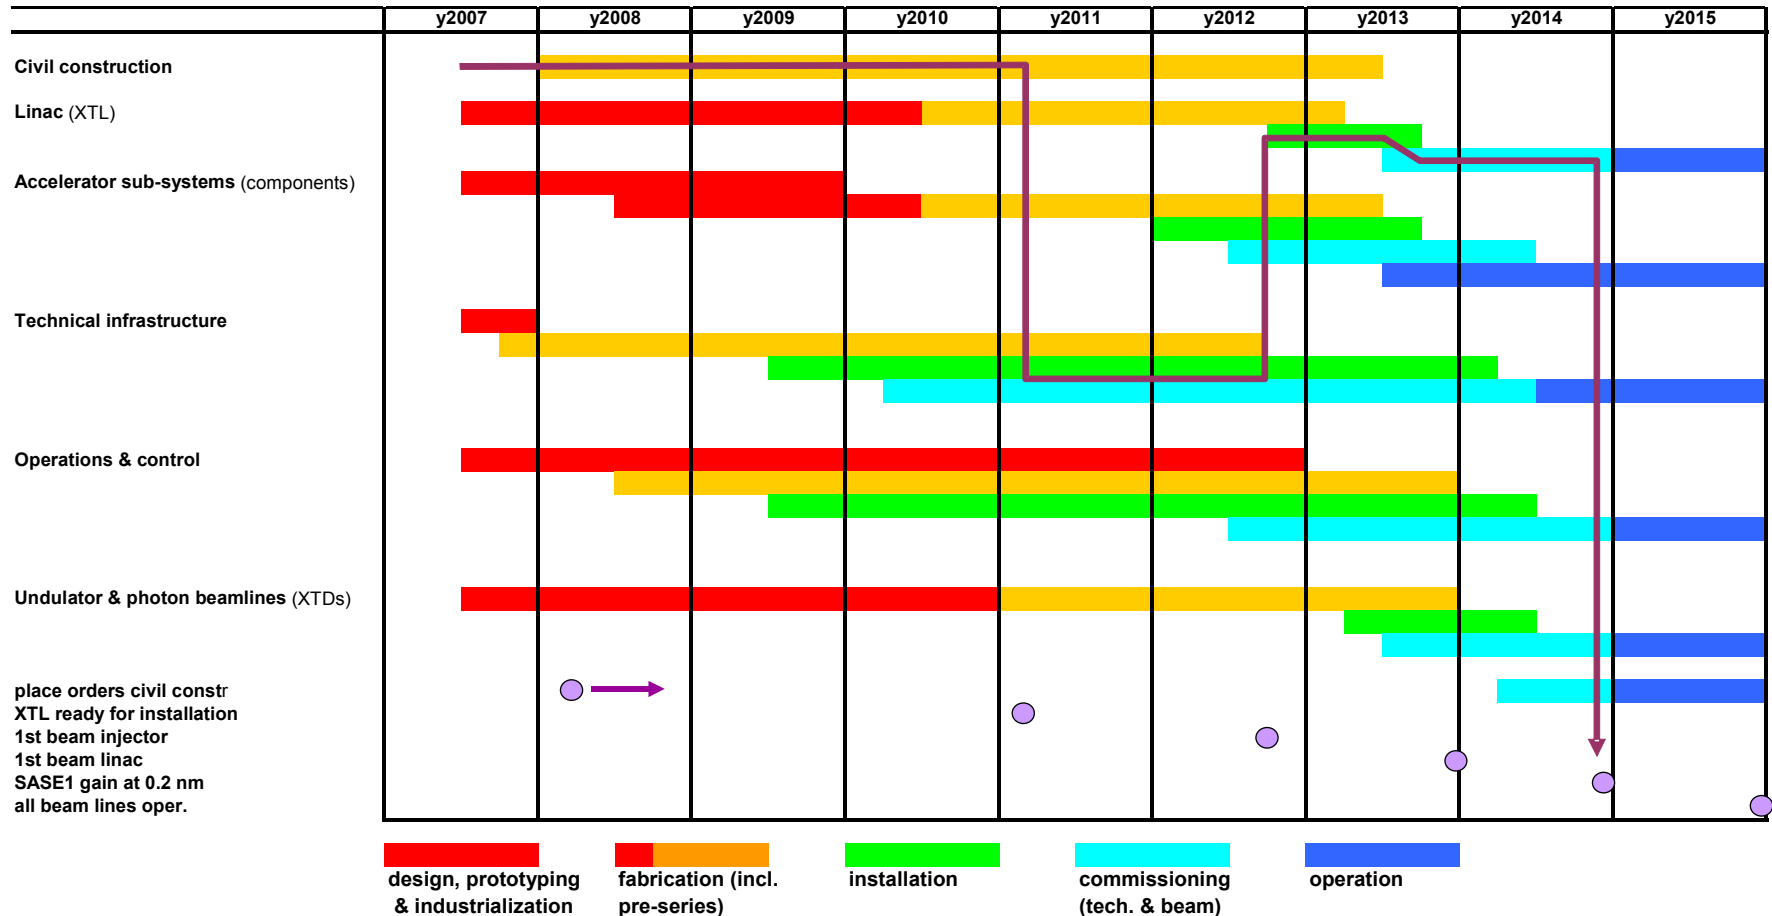 y2007 y2008 y2009 y2010 y2011 y2012 y2013 y2014 y2015
Civil construction
Linac (XTL)
Accelerator sub-systems (components)
Technical infrastructure
Operations & control
Undulator & photon beamlines (XTDs)
place orders civil constr
XTL ready for installation
1st beam injector
1st beam linac
SASE1 gain at 0.2 nm
all beam lines oper.
design, prototyping
& industrialization
fabrication (incl.
pre-series)
installation
commissioning
(tech. & beam)
operation